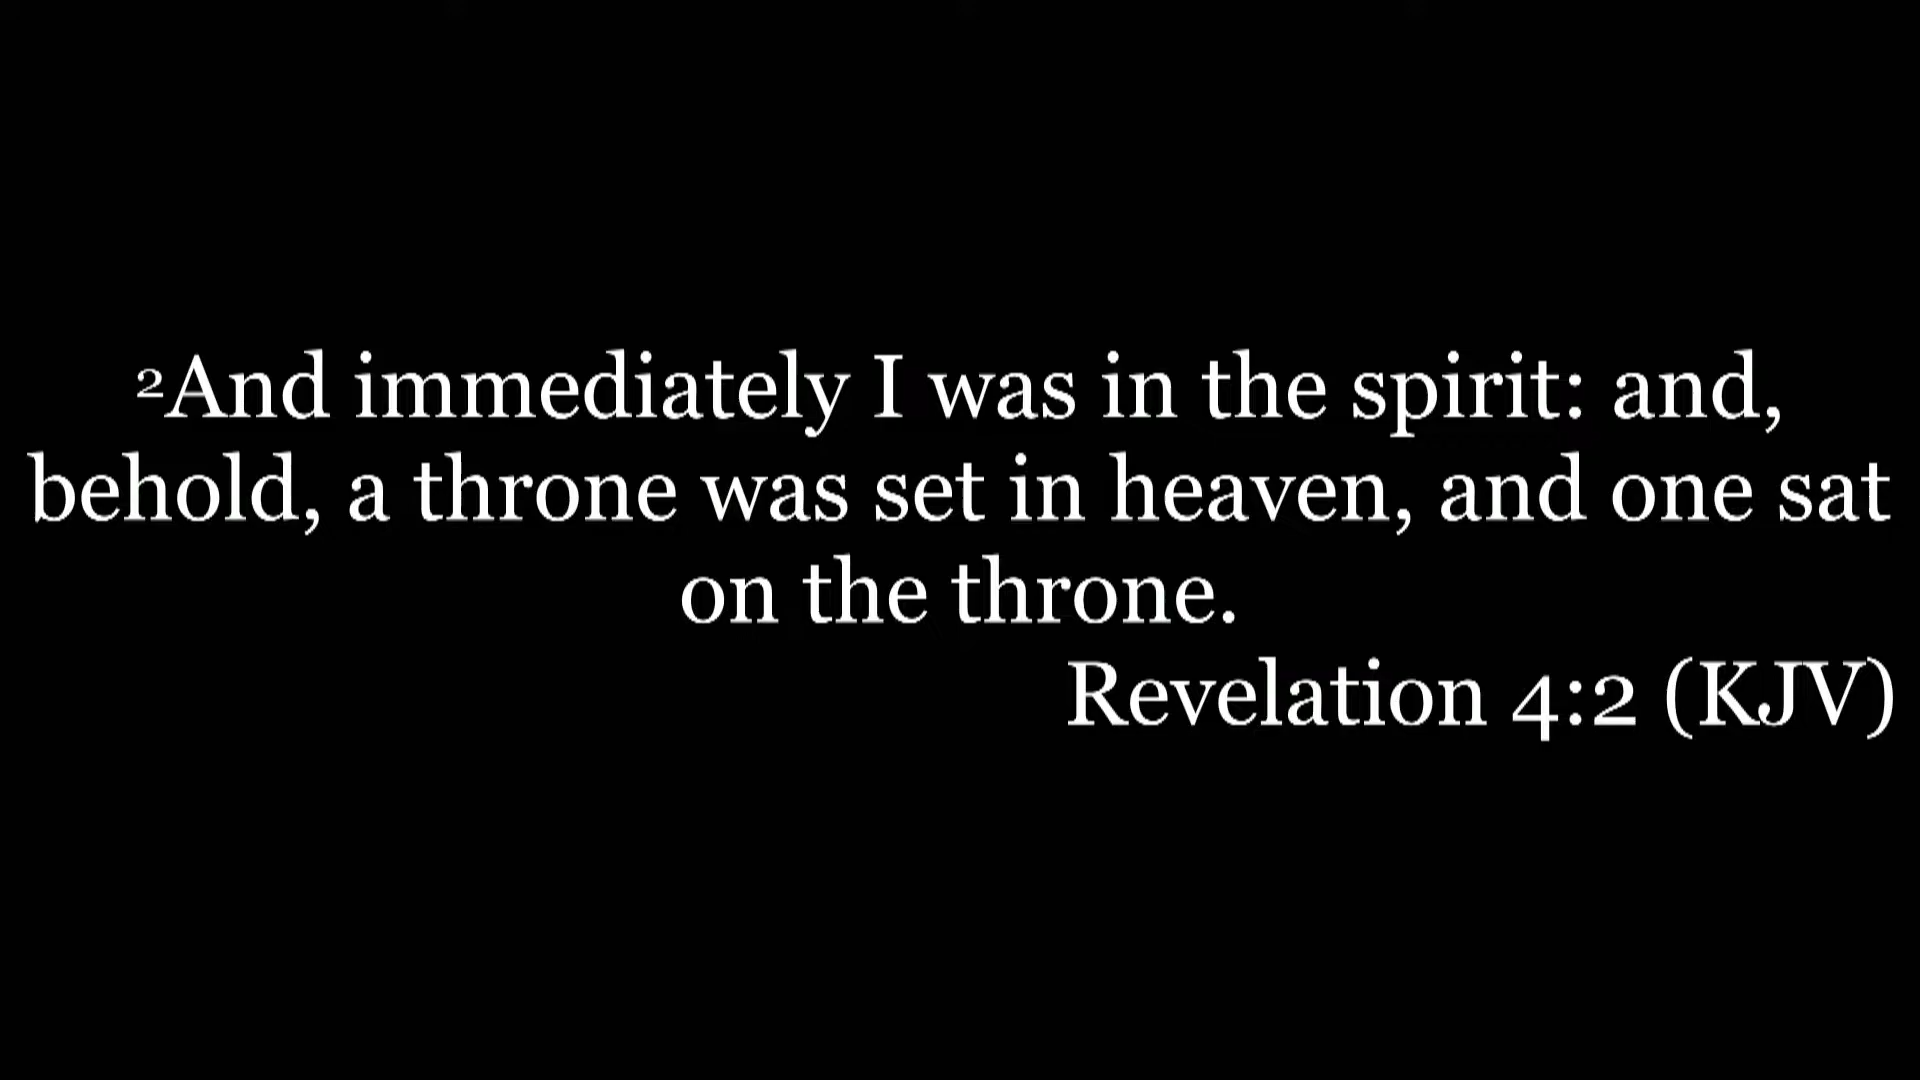 ²And immediately I was in the spirit: and,
behold, a throne was set in heaven, and one sat
on the throne.
Revelation 4:2 (KJV)